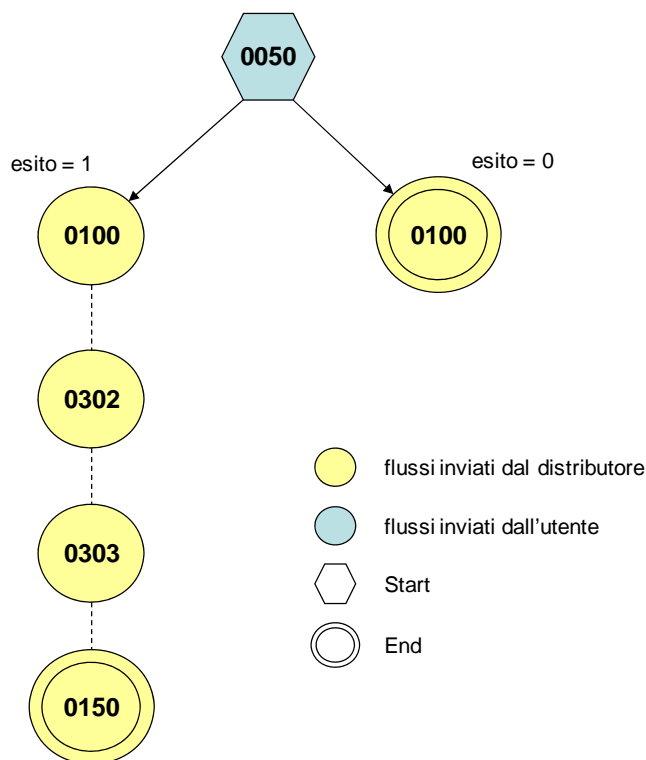 0050
esito = 1
esito = 0
0100
0100
0302
0303
0150
flussi inviati dal distributore
flussi inviati dall'utente
Start
End